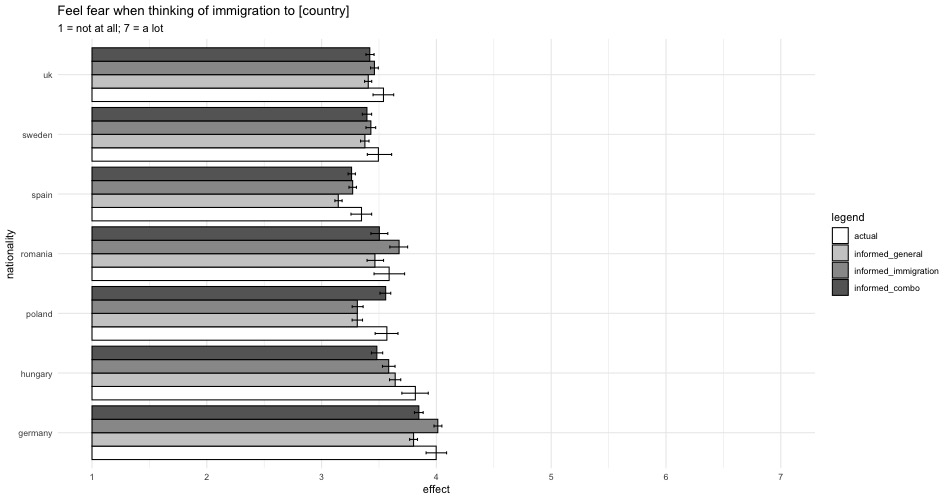 Feel fear when thinking of immigration to [country]
1 = not at all; 7 = a lot
uk
sweden
spain
romania
poland
hungary
germany
nationality
1 2 3 4 5 6 7
effect
legend
actual
informed_general
informed_immigration
informed_combo